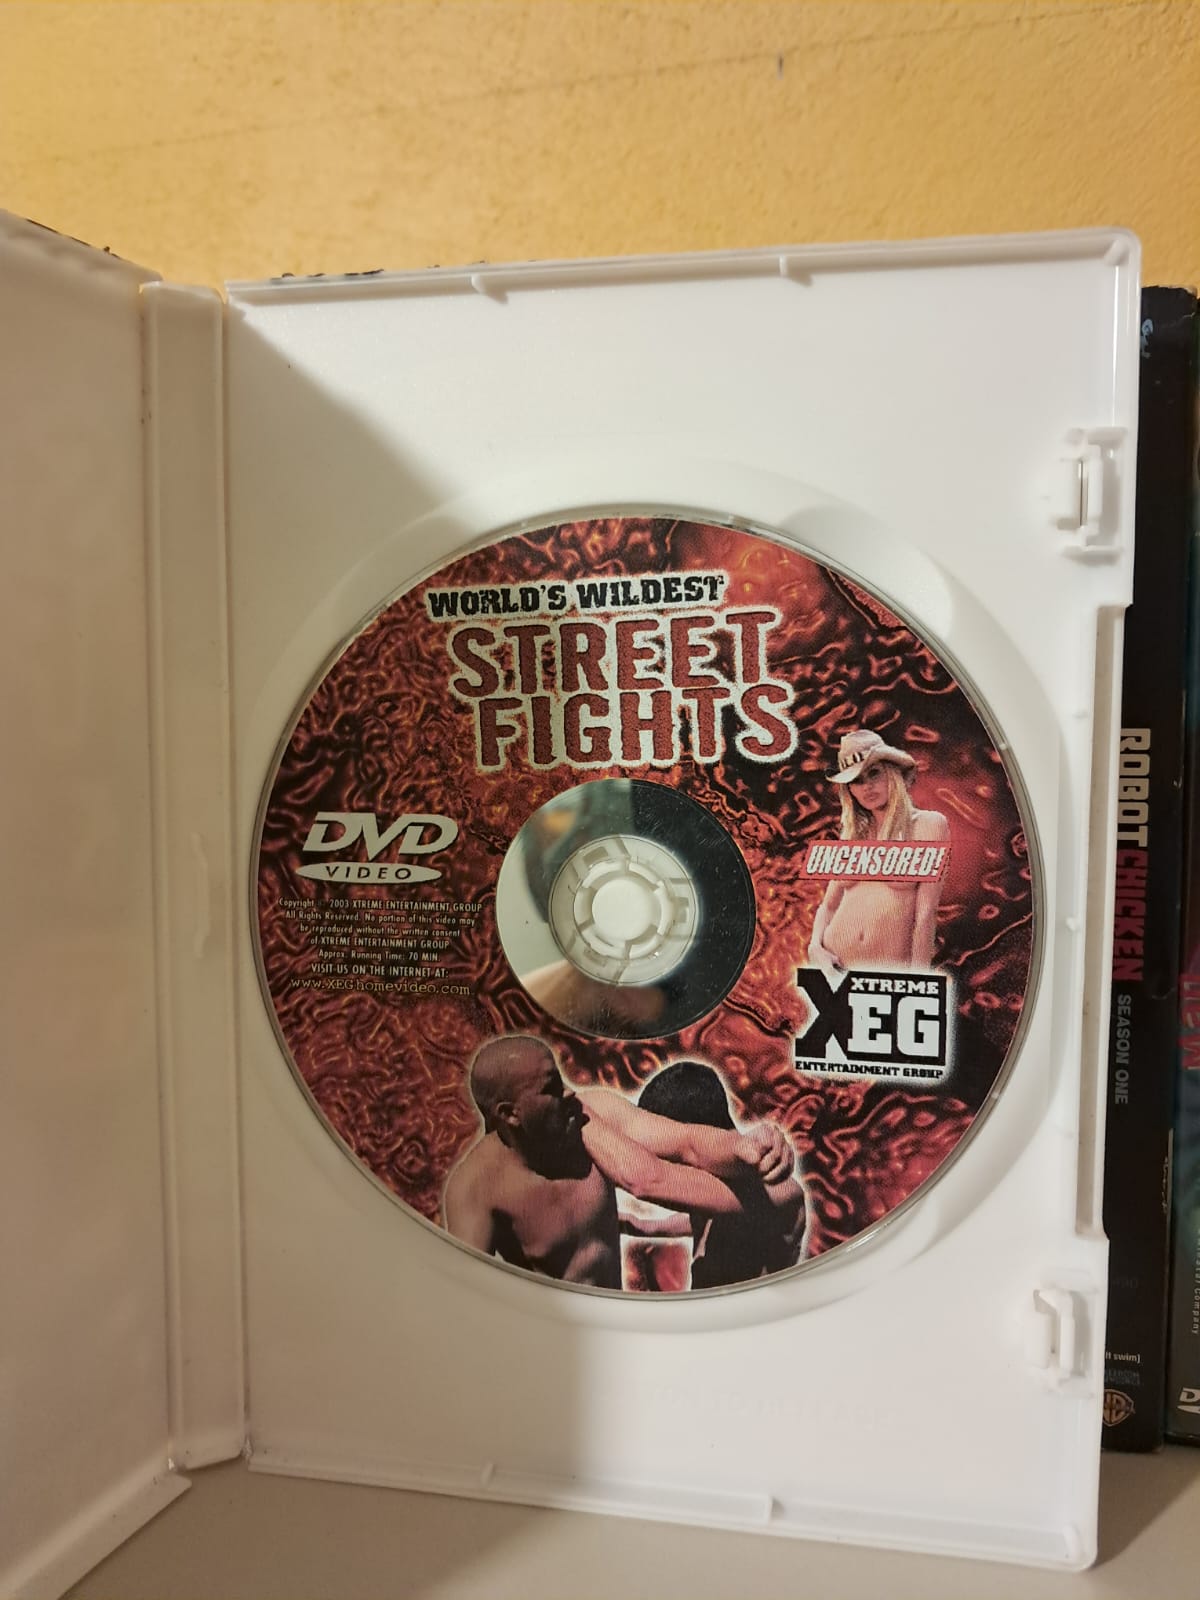 WORLD'S WILDEST
STREET
FIGHTS
UNCENSORED!
DVD
VIDEO
Copyright © 2003 XTREME ENTERTAINMENT GROUP
All Rights Reserved. No portion of this video may
be reproduced without the written consent
of XTREME ENTERTAINMENT GROUP
Approx. Running Time: 70 MIN.
VISIT US ON THE INTERNET AT:
www.XEGhomevideo.com
XTREME
XEG
ENTERTAINMENT GROUP
ROBOT CHICKEN SEASON ONE
swim]